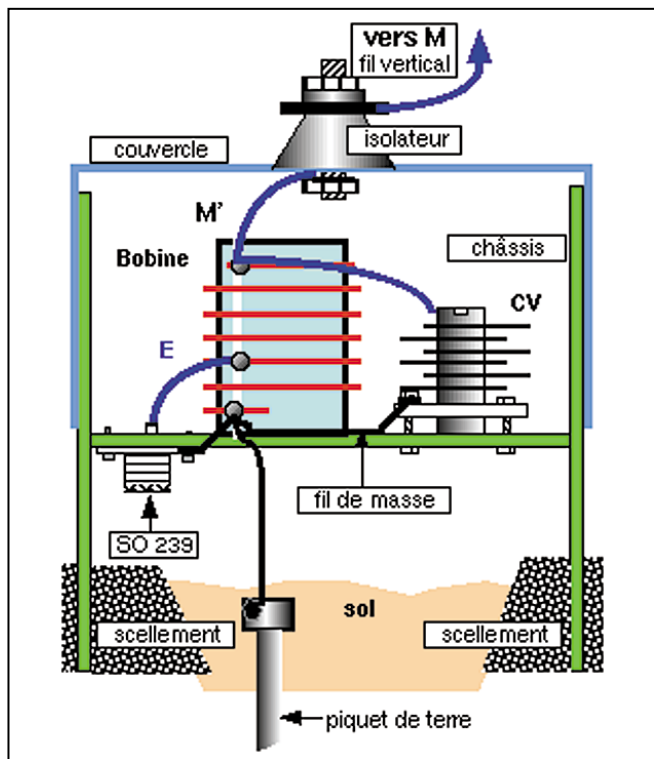 vers M
fil vertical
isolateur
couvercle
M'
Bobine
châssis
CV
E
fil de masse
SO 239
sol
scellement
scellement
piquet de terre